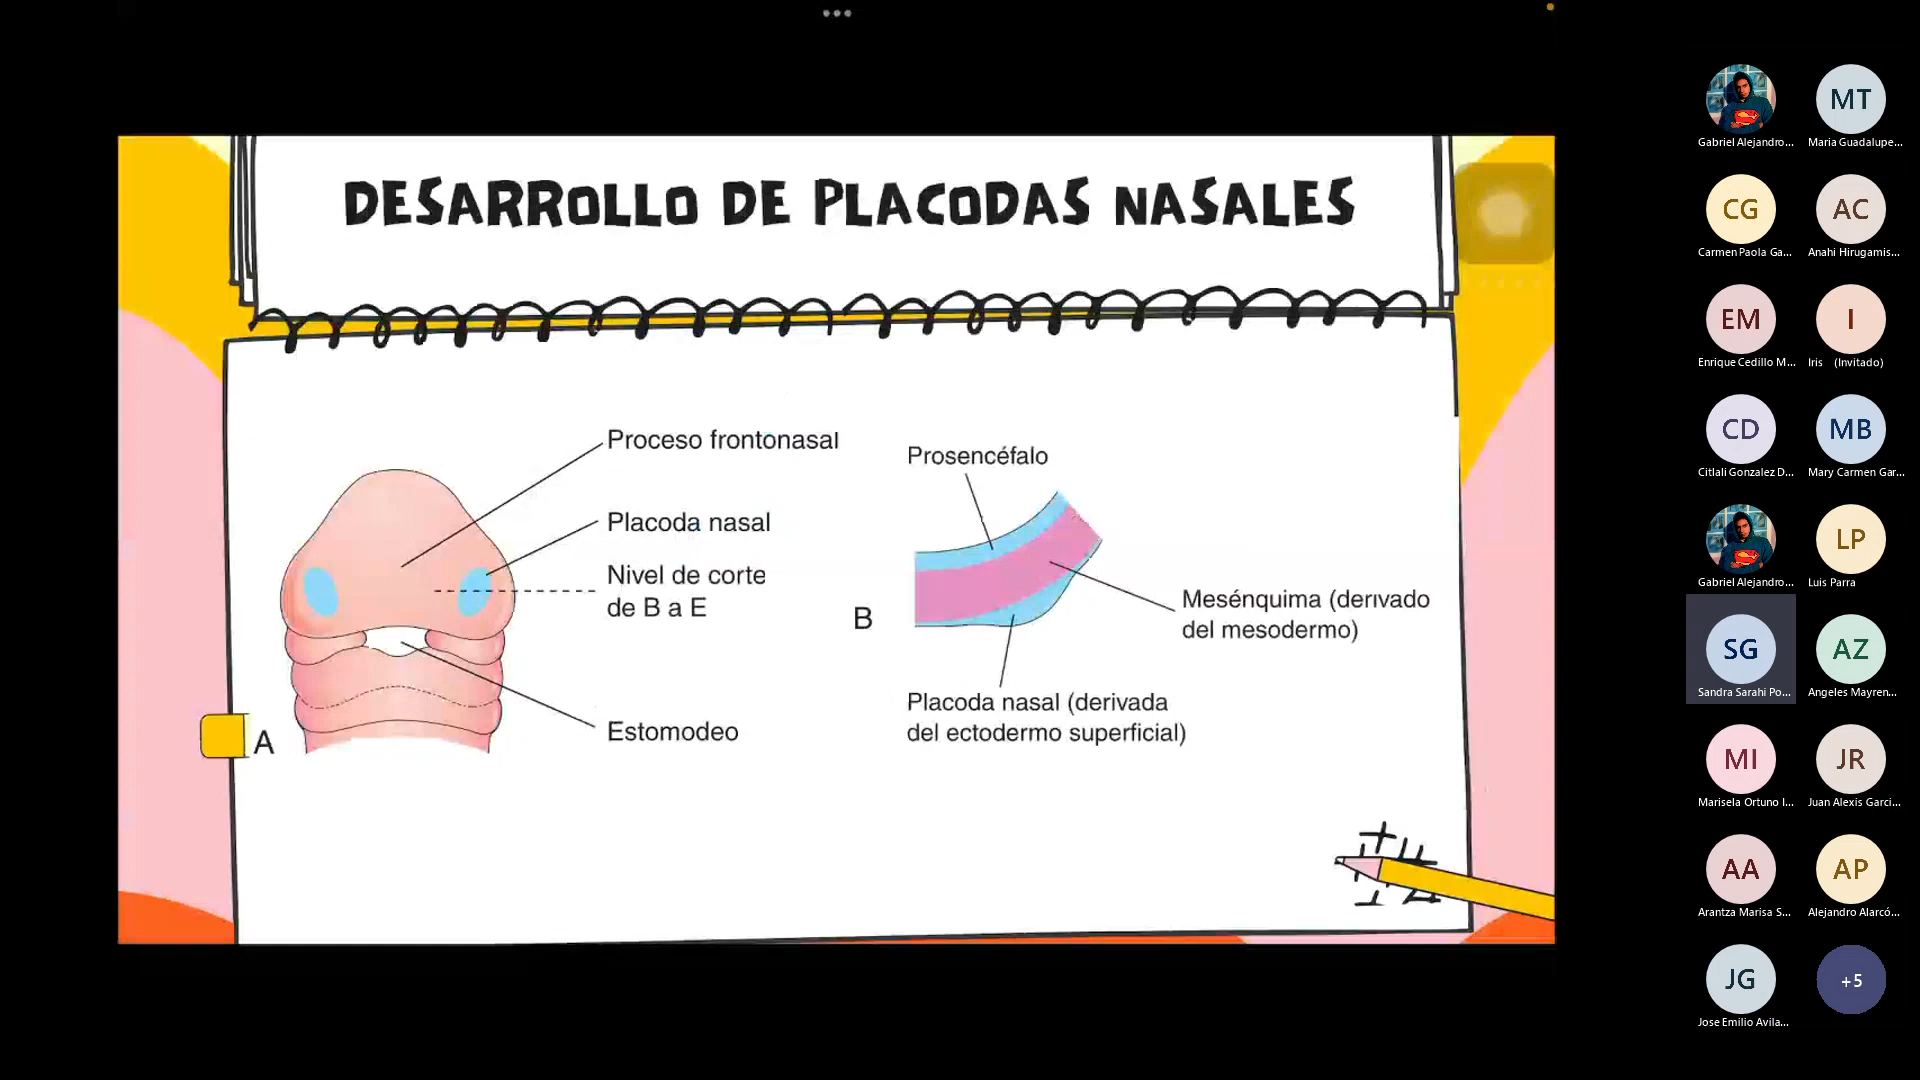 DESARROLLO DE PLACODAS NASALES
Proceso frontonasal
Placoda nasal
Nivel de corte
de B a E
Estomodeo
A
Prosencéfalo
B
Mesénquima (derivado
del mesodermo)
Placoda nasal (derivada
del ectodermo superficial)
Gabriel Alejandro...
MT
Maria Guadalupe...
CG
Carmen Paola Ga...
AC
Anahi Hirugamis...
EM
Enrique Cedillo M...
I
Iris (Invitado)
CD
Citlali Gonzalez D...
MB
Mary Carmen Gar...
Gabriel Alejandro...
LP
Luis Parra
SG
Sandra Sarahi Po...
AZ
Angeles Mayren...
MI
Marisela Ortuno I...
JR
Juan Alexis Garci...
AA
Arantza Marisa S...
AP
Alejandro Alarcó...
JG
Jose Emilio Avila...
+5